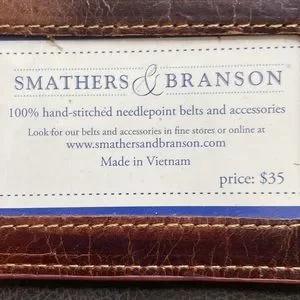 SMATHERS & BRANSON
100% hand-stitched needlepoint belts and accessories
Look for our belts and accessories in fine stores or online at
www.smathersandbranson.com
Made in Vietnam
price: $35